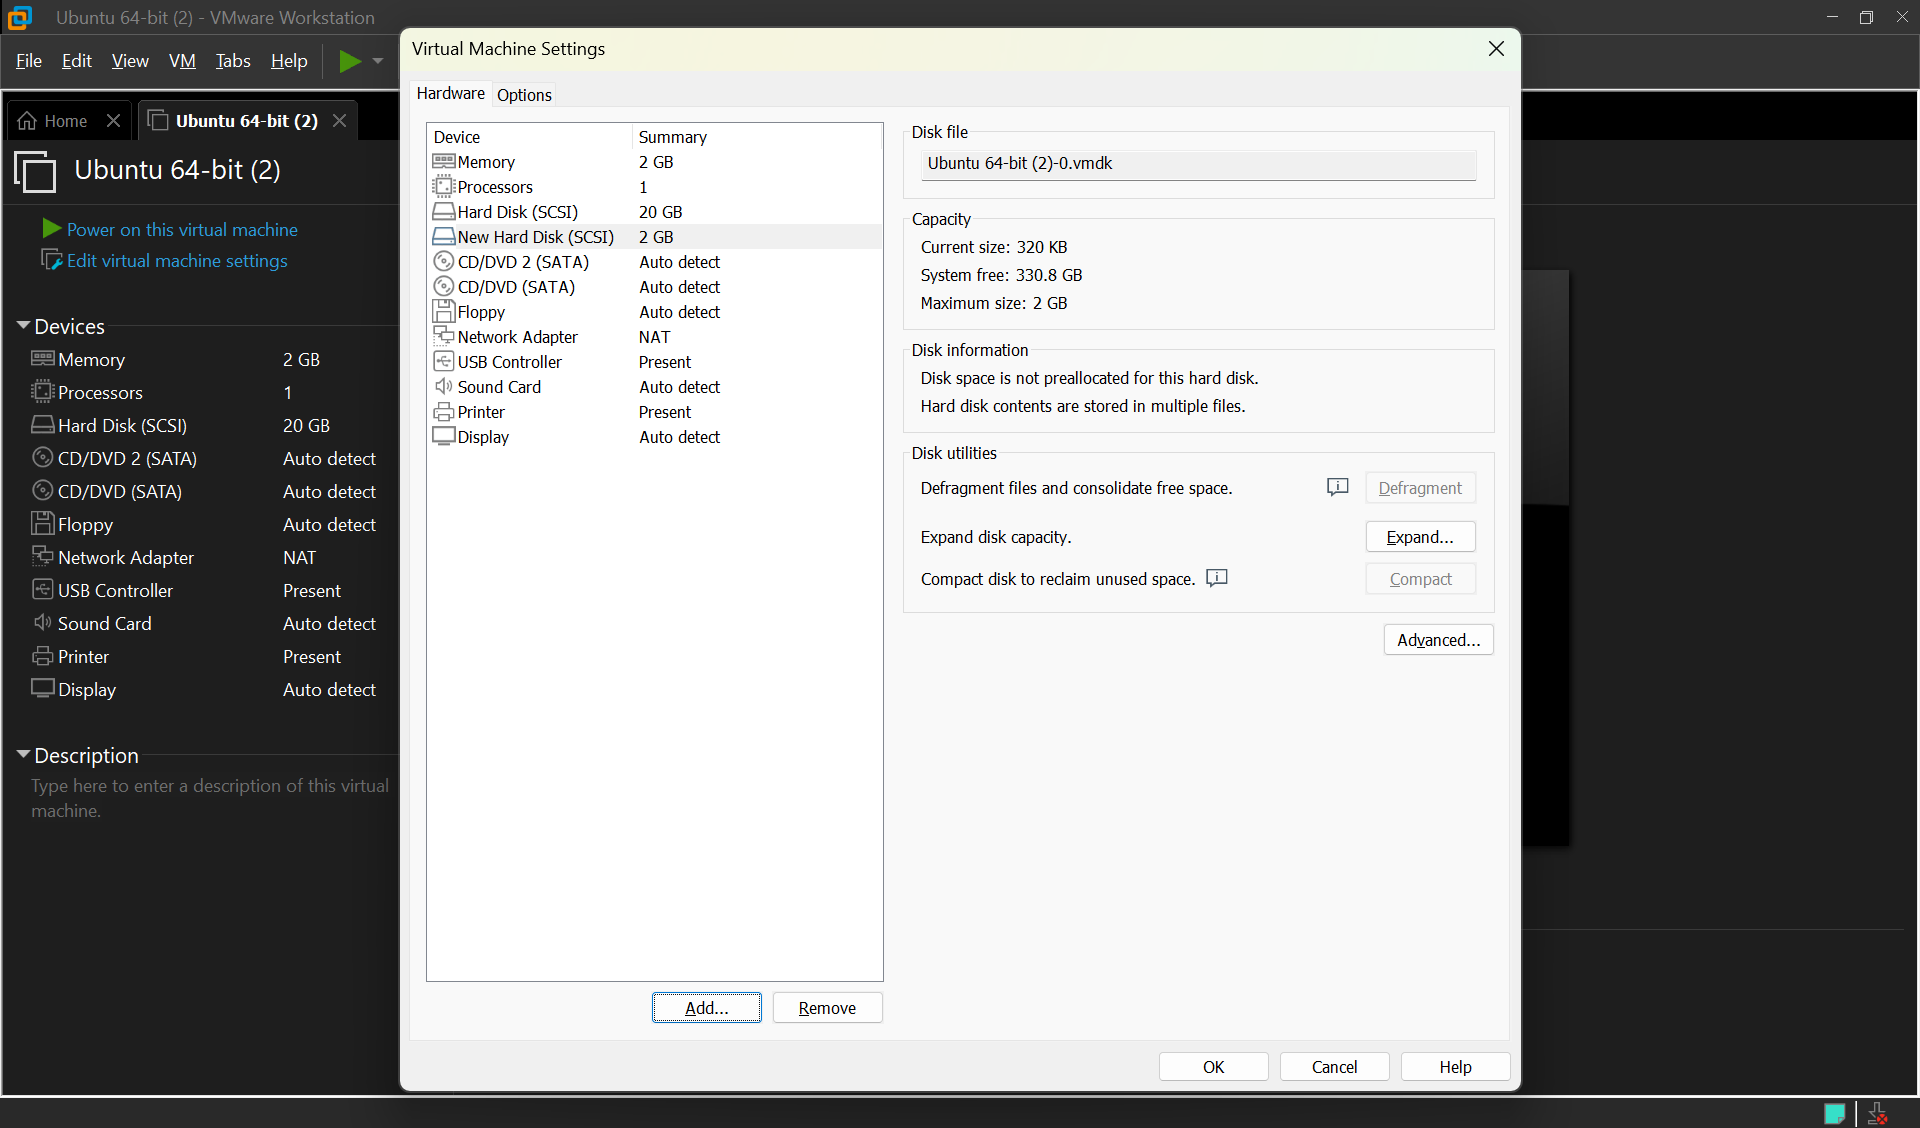 Ubuntu 64-bit (2) - VMware Workstation
File Edit View VM Tabs Help
Home
Ubuntu 64-bit (2)
Ubuntu 64-bit (2)
Power on this virtual machine
Edit virtual machine settings
Devices
Memory 2 GB
Processors 1
Hard Disk (SCSI) 20 GB
CD/DVD 2 (SATA) Auto detect
CD/DVD (SATA) Auto detect
Floppy Auto detect
Network Adapter NAT
USB Controller Present
Sound Card Auto detect
Printer Present
Display Auto detect
Description
Type here to enter a description of this virtual
machine.
Virtual Machine Settings
Hardware Options
Device Summary
Memory 2 GB
Processors 1
Hard Disk (SCSI) 20 GB
New Hard Disk (SCSI) 2 GB
CD/DVD 2 (SATA) Auto detect
CD/DVD (SATA) Auto detect
Floppy Auto detect
Network Adapter NAT
USB Controller Present
Sound Card Auto detect
Printer Present
Display Auto detect
Add... Remove
Disk file
Ubuntu 64-bit (2)-0.vmdk
Capacity
Current size: 320 KB
System free: 330.8 GB
Maximum size: 2 GB
Disk information
Disk space is not preallocated for this hard disk.
Hard disk contents are stored in multiple files.
Disk utilities
Defragment files and consolidate free space. Defragment
Expand disk capacity. Expand...
Compact disk to reclaim unused space. Compact
Advanced...
OK Cancel Help